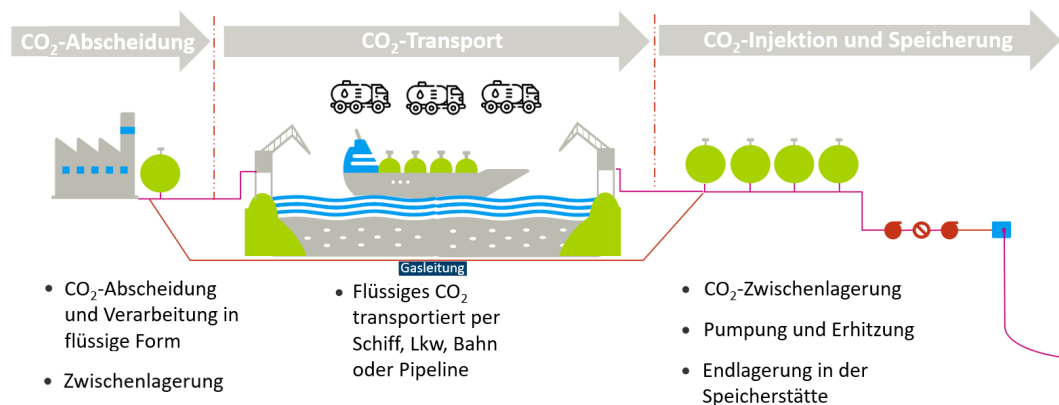 CO₂-Abscheidung
CO₂-Transport
CO₂-Injektion und Speicherung
Gasleitung
• CO₂-Abscheidung
und Verarbeitung in
flüssige Form
• Zwischenlagerung
• Flüssiges CO₂
transportiert per
Schiff, Lkw, Bahn
oder Pipeline
• CO₂-Zwischenlagerung
• Pumpung und Erhitzung
• Endlagerung in der
Speicherstätte